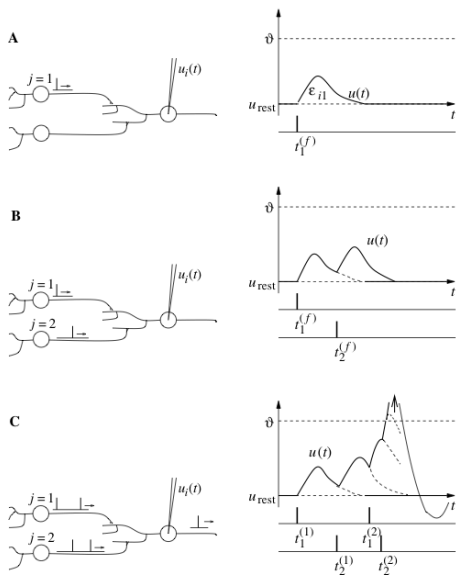 A
j = 1
u_i(t)
ϑ
u_rest
ε_i1
u(t)
t
t_1^(f)
B
j = 1
j = 2
u_i(t)
ϑ
u(t)
u_rest
t
t_1^(f)
t_2^(f)
C
j = 1
j = 2
u_i(t)
ϑ
u(t)
u_rest
t
t_1^(1)
t_1^(2)
t_2^(1)
t_2^(2)